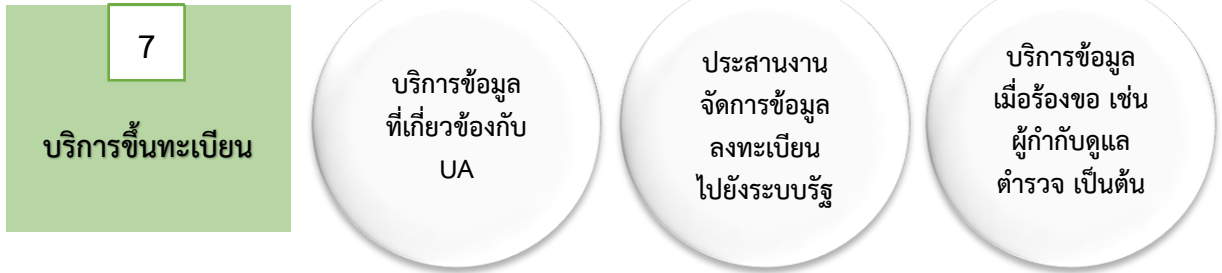 7
บริการขึ้นทะเบียน
บริการข้อมูล
ที่เกี่ยวข้องกับ
UA
ประสานงาน
จัดการข้อมูล
ลงทะเบียน
ไปยังระบบรัฐ
บริการข้อมูล
เมื่อร้องขอ เช่น
ผู้กำกับดูแล
ตำรวจ เป็นต้น